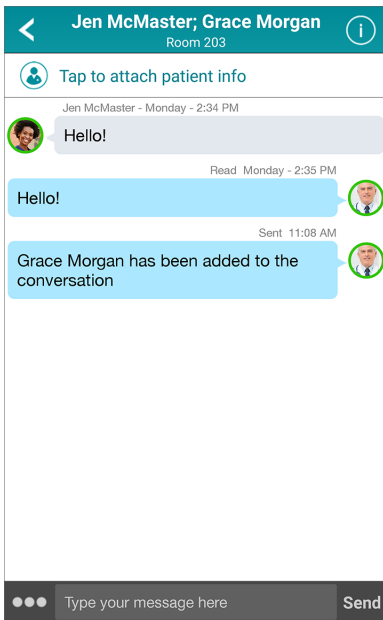 Jen McMaster; Grace Morgan
Room 203
i
Tap to attach patient info
Jen McMaster - Monday - 2:34 PM
Hello!
Read Monday - 2:35 PM
Hello!
Sent 11:08 AM
Grace Morgan has been added to the
conversation
Type your message here
Send